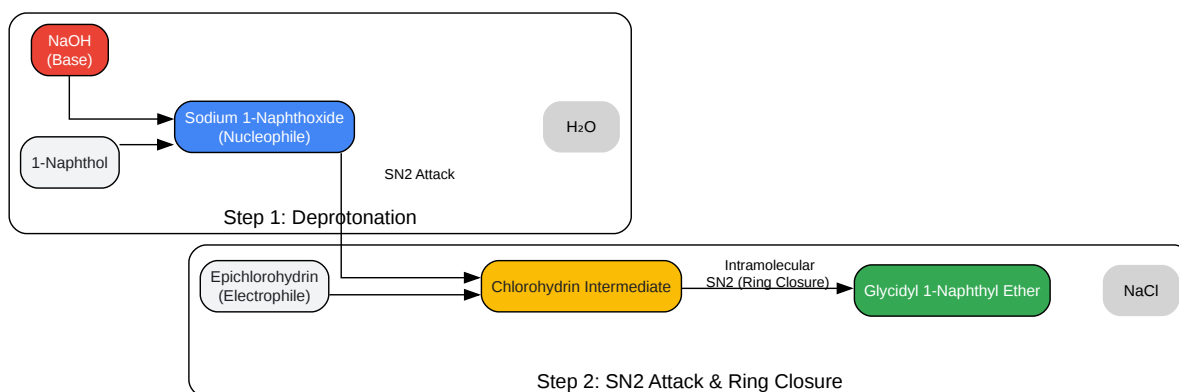 NaOH
(Base)
1-Naphthol
Sodium 1-Naphthoxide
(Nucleophile)
H₂O
SN2 Attack
Step 1: Deprotonation
Epichlorohydrin
(Electrophile)
Chlorohydrin Intermediate
Intramolecular
SN2 (Ring Closure)
Glycidyl 1-Naphthyl Ether
NaCl
Step 2: SN2 Attack & Ring Closure